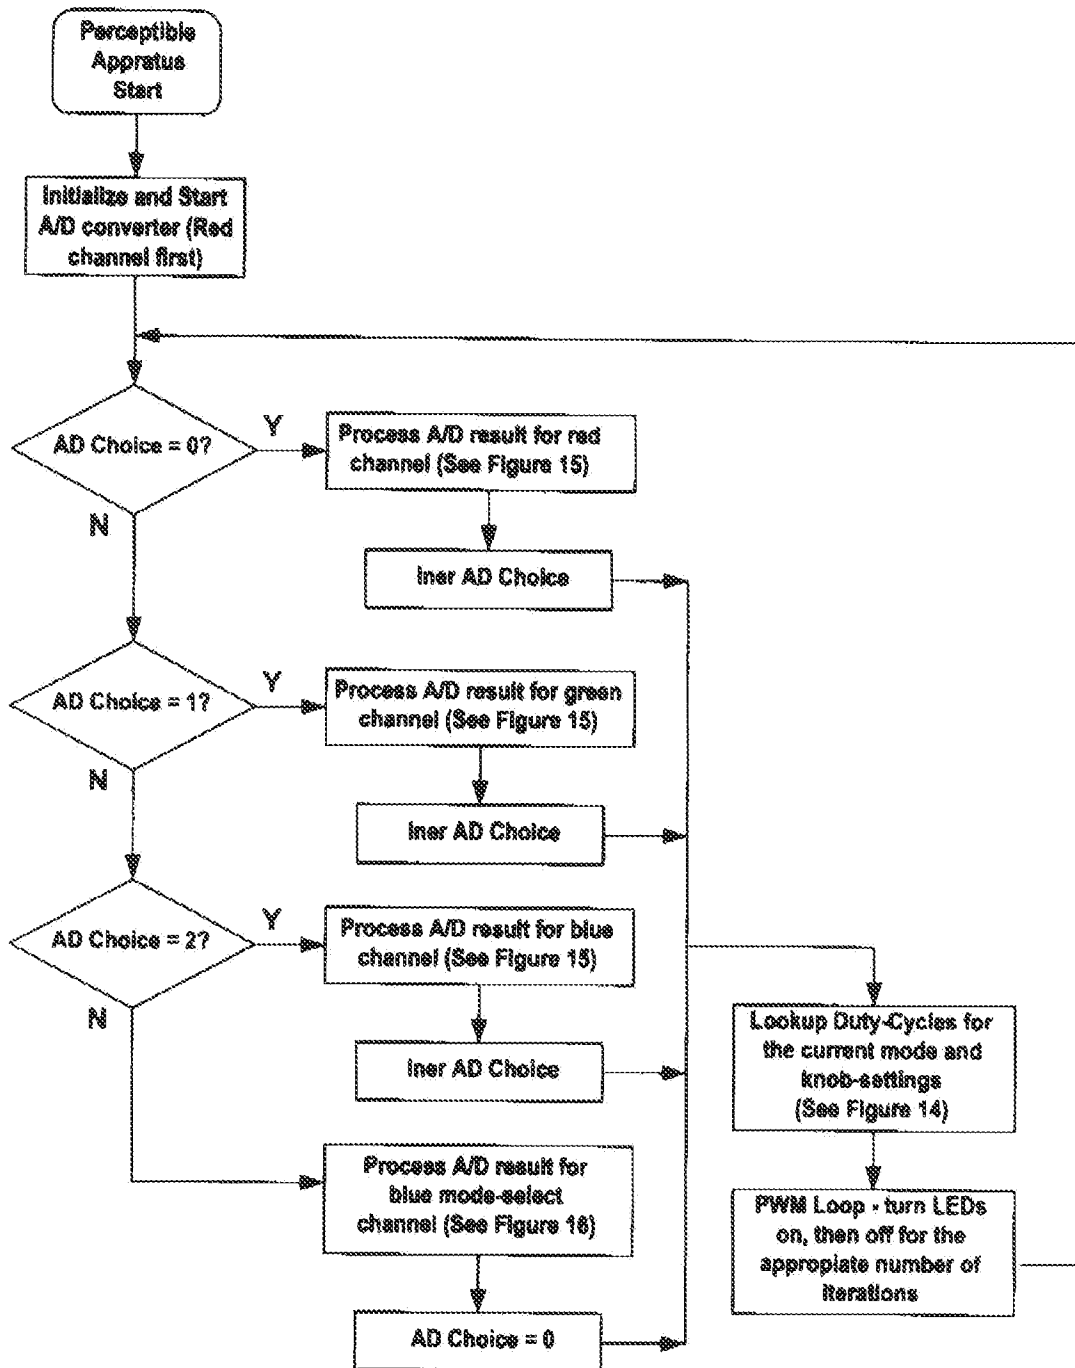 Perceptible
Appratus
Start
Initialize and Start
A/D converter (Red
channel first)
AD Choice = 0?
Y
Process A/D result for red
channel (See Figure 15)
N
Iner AD Choice
AD Choice = 1?
Y
Process A/D result for green
channel (See Figure 15)
N
Iner AD Choice
AD Choice = 2?
Y
Process A/D result for blue
channel (See Figure 15)
N
Iner AD Choice
Process A/D result for
blue mode-select
channel (See Figure 16)
AD Choice = 0
Lookup Duty-Cycles for
the current mode and
knob-settings
(See Figure 14)
PWM Loop - turn LEDs
on, then off for the
appropiate number of
iterations